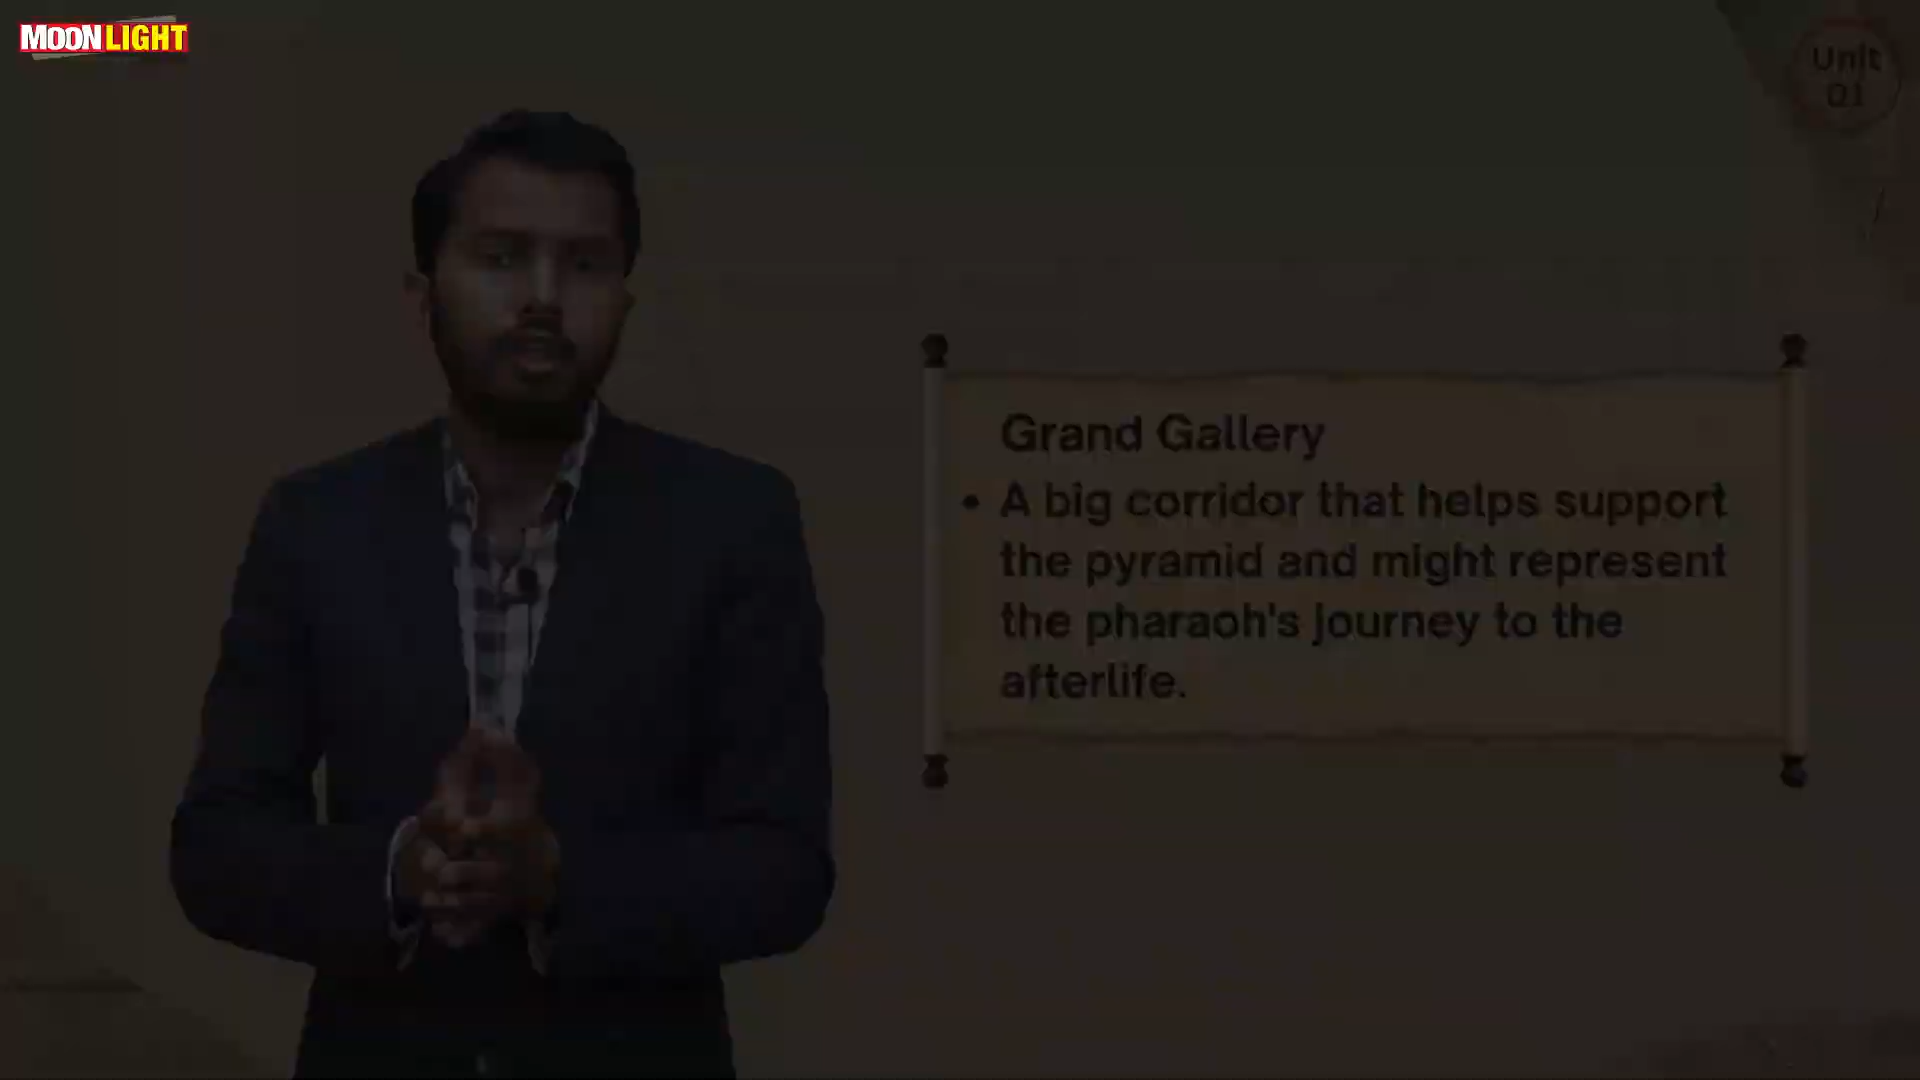 MOONLIGHT
Unit
01
Grand Gallery
• A big corridor that helps support
the pyramid and might represent
the pharaoh's journey to the
afterlife.